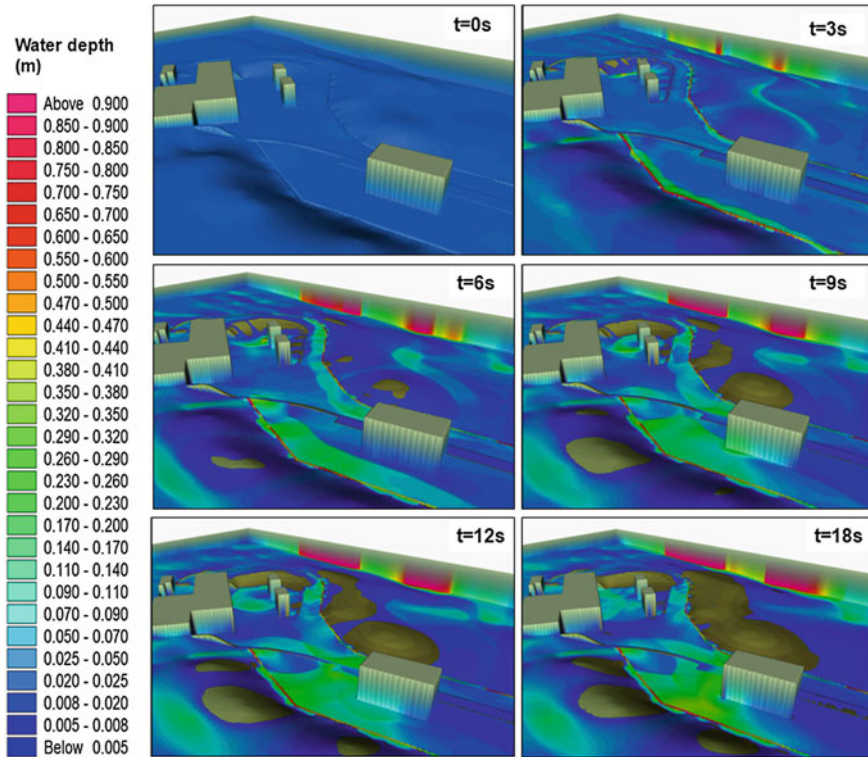 Water depth
(m)
Above 0.900
0.850 - 0.900
0.800 - 0.850
0.750 - 0.800
0.700 - 0.750
0.650 - 0.700
0.600 - 0.650
0.550 - 0.600
0.500 - 0.550
0.470 - 0.500
0.440 - 0.470
0.410 - 0.440
0.380 - 0.410
0.350 - 0.380
0.320 - 0.350
0.290 - 0.320
0.260 - 0.290
0.230 - 0.260
0.200 - 0.230
0.170 - 0.200
0.140 - 0.170
0.110 - 0.140
0.090 - 0.110
0.070 - 0.090
0.050 - 0.070
0.025 - 0.050
0.020 - 0.025
0.008 - 0.020
0.005 - 0.008
Below 0.005
t=0s
t=3s
t=6s
t=9s
t=12s
t=18s